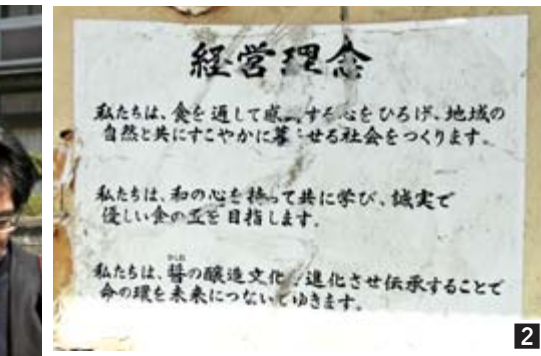 経営理念
私たちは、食を通して感する心をひろげ、地域の
自然と共にすこやかに暮せる社会をつくります。
私たちは、和の心を持って共に学び、誠実で
優しい食の匠を目指します。
私たちは、醤の醸造文化進化させ伝承することで
命の環を未来につないでゆきます。
2